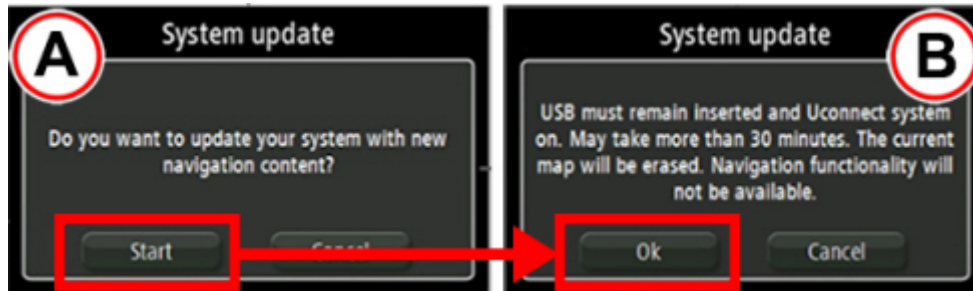 A
System update
Do you want to update your system with new
navigation content?
Start
B
System update
USB must remain inserted and Uconnect system
on. May take more than 30 minutes. The current
map will be erased. Navigation functionality will
not be available.
Ok
Cancel